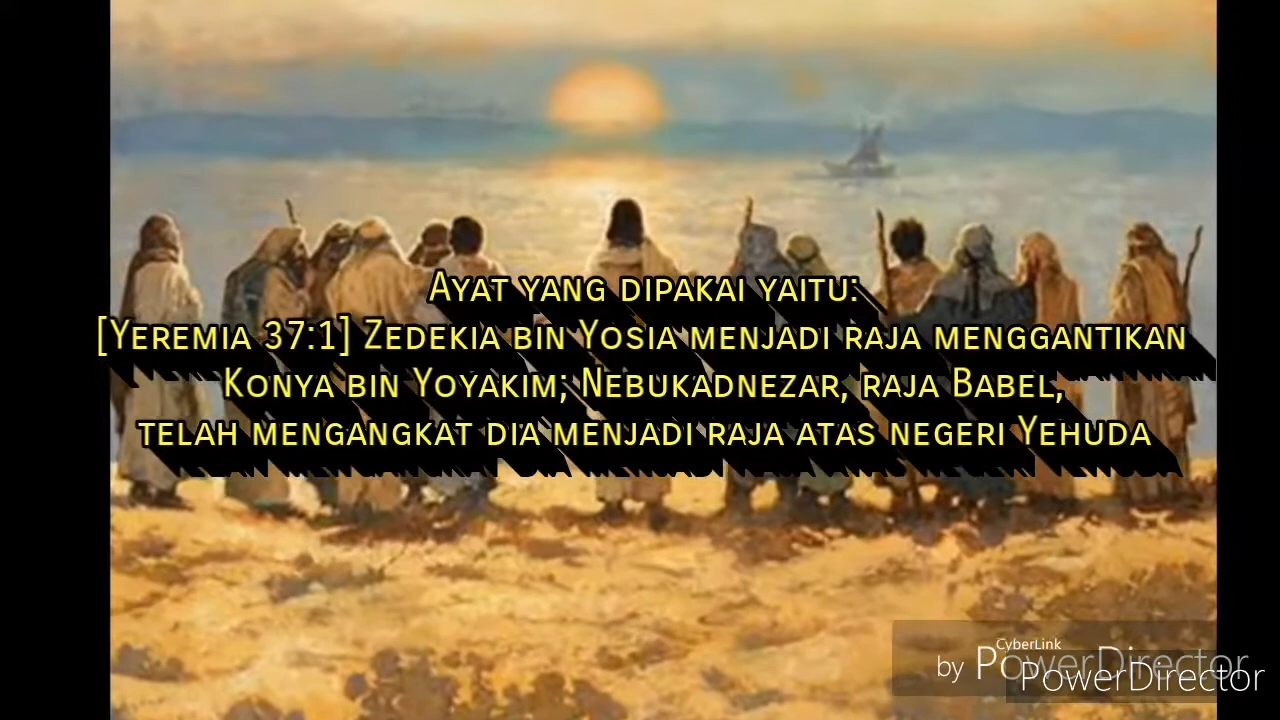 Ayat yang dipakai yaitu:
[Yeremia 37:1] Zedekia bin Yosia menjadi raja menggantikan
Konya bin Yoyakim; Nebukadnezar, raja Babel,
telah mengangkat dia menjadi raja atas negeri Yehuda
CyberLink
by PowerDirector
PowerDirector